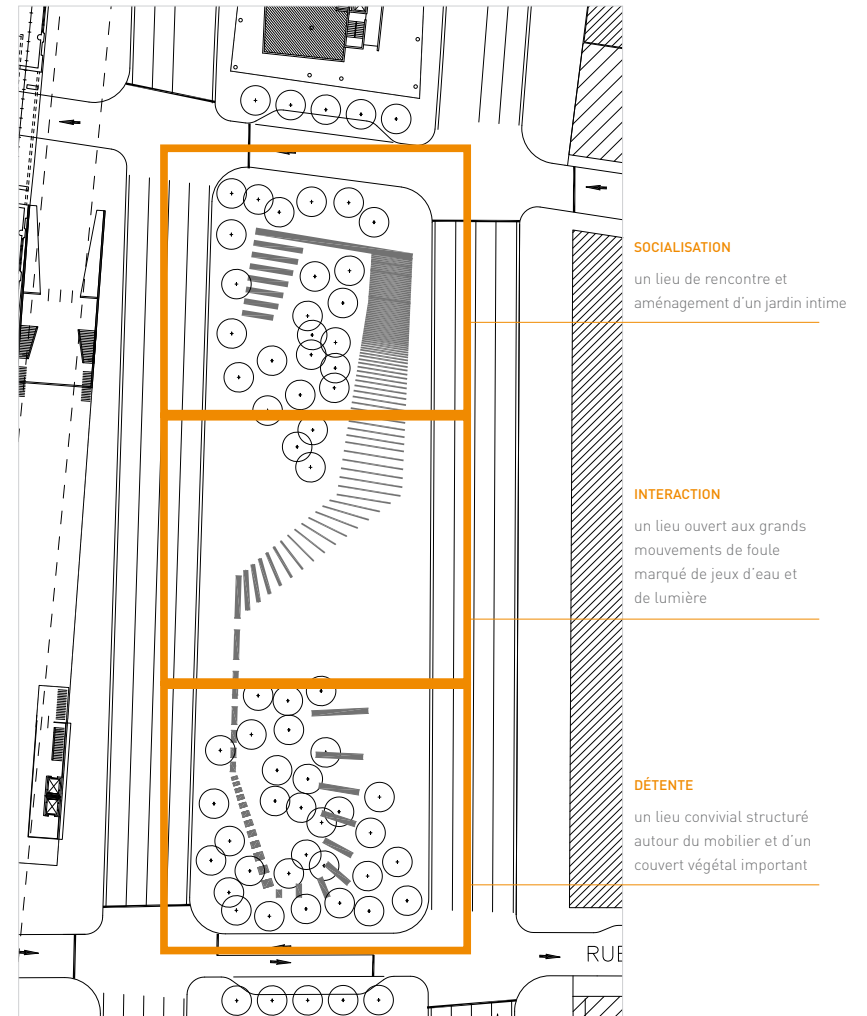 SOCIALISATION
un lieu de rencontre et
aménagement d'un jardin intime
INTERACTION
un lieu ouvert aux grands
mouvements de foule
marqué de jeux d'eau et
de lumière
DÉTENTE
un lieu convivial structuré
autour du mobilier et d'un
couvert végétal important
RUE